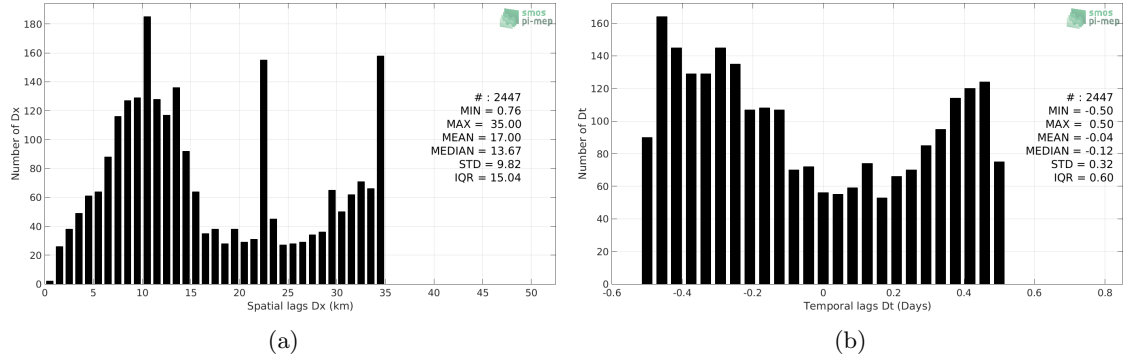 180
160
140
120
100
80
60
40
20
0
Number of Dx
0 5 10 15 20 25 30 35 40 45 50
Spatial lags Dx (km)
smos
pi-mep
# : 2447
MIN = 0.76
MAX = 35.00
MEAN = 17.00
MEDIAN = 13.67
STD = 9.82
IQR = 15.04
(a)
160
140
120
100
80
60
40
20
0
Number of Dt
-0.6 -0.4 -0.2 0 0.2 0.4 0.6 0.8
Temporal lags Dt (Days)
smos
pi-mep
# : 2447
MIN = -0.50
MAX = 0.50
MEAN = -0.04
MEDIAN = -0.12
STD = 0.32
IQR = 0.60
(b)